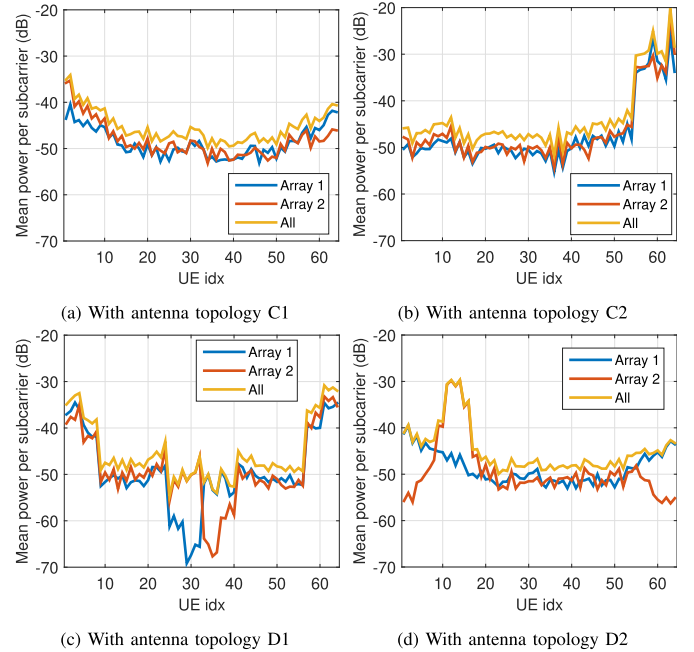 -20
-30
-40
-50
-60
-70
Mean power per subcarrier (dB)
10 20 30 40 50 60
UE idx
Array 1
Array 2
All
(a) With antenna topology C1
-20
-30
-40
-50
-60
-70
Mean power per subcarrier (dB)
10 20 30 40 50 60
UE idx
Array 1
Array 2
All
(b) With antenna topology C2
-20
-30
-40
-50
-60
-70
Mean power per subcarrier (dB)
10 20 30 40 50 60
UE idx
Array 1
Array 2
All
(c) With antenna topology D1
-20
-30
-40
-50
-60
-70
Mean power per subcarrier (dB)
10 20 30 40 50 60
UE idx
Array 1
Array 2
All
(d) With antenna topology D2